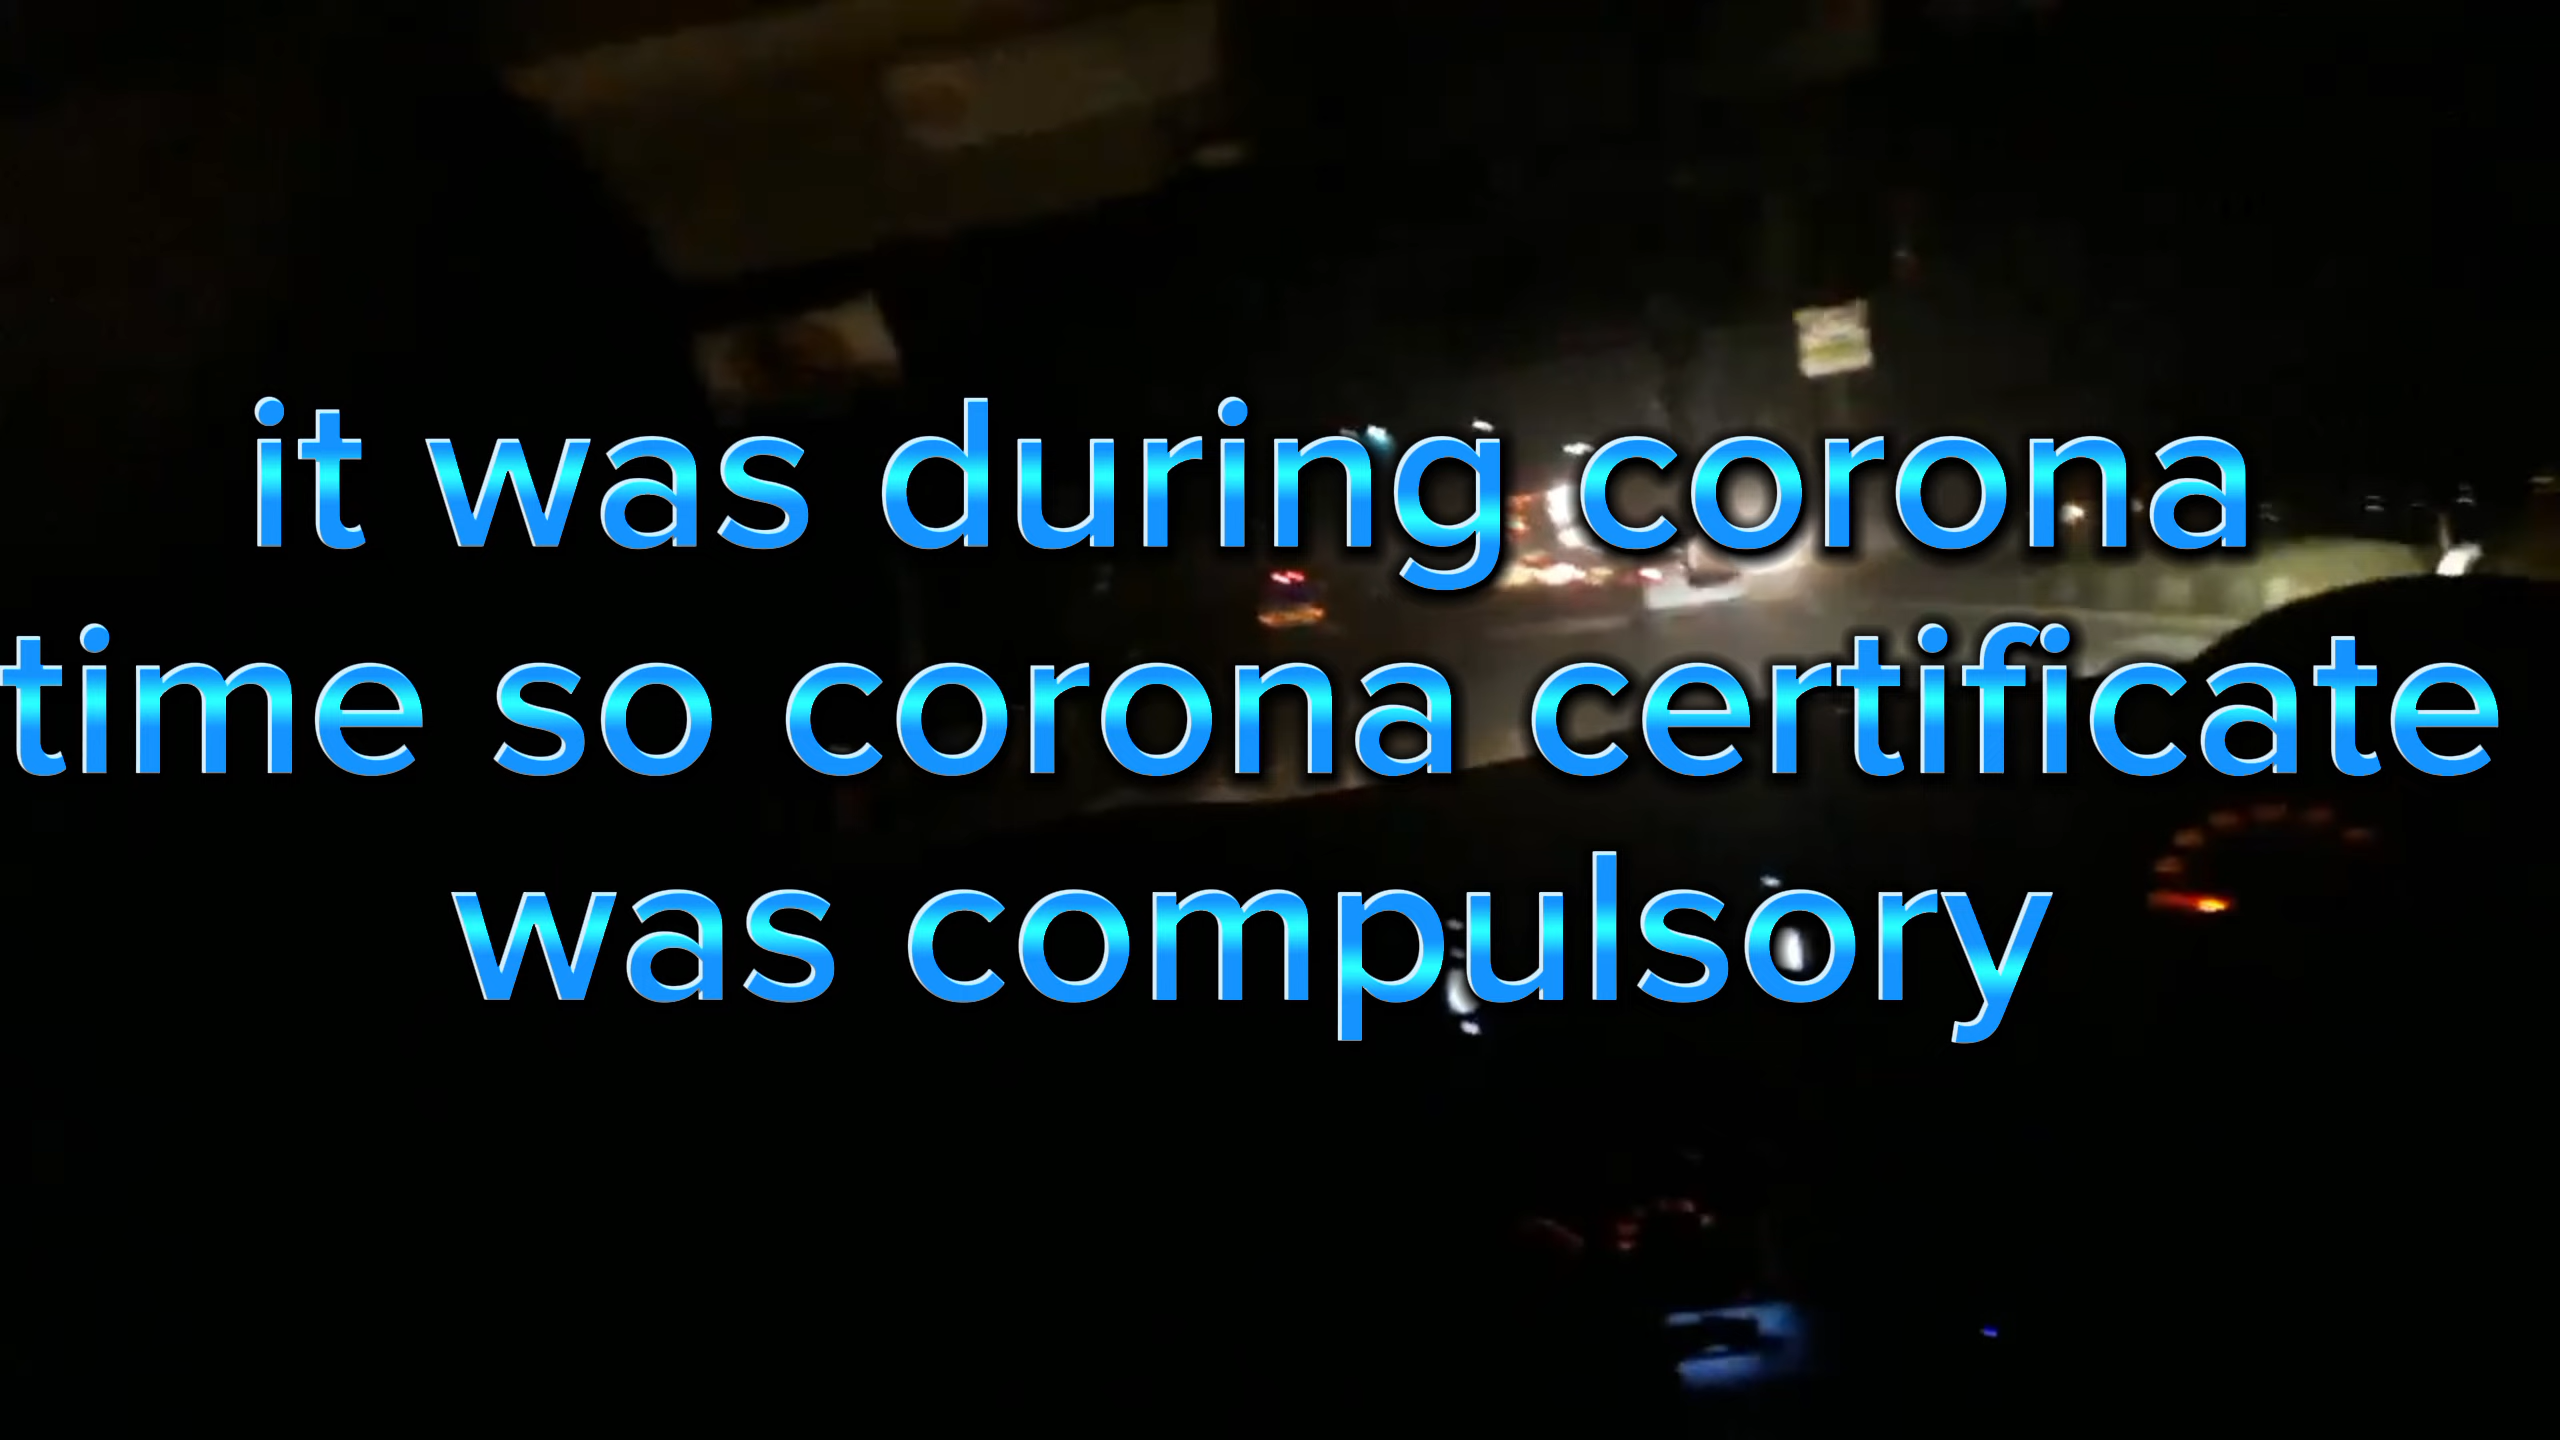 it was during corona
time so corona certificate
was compulsory